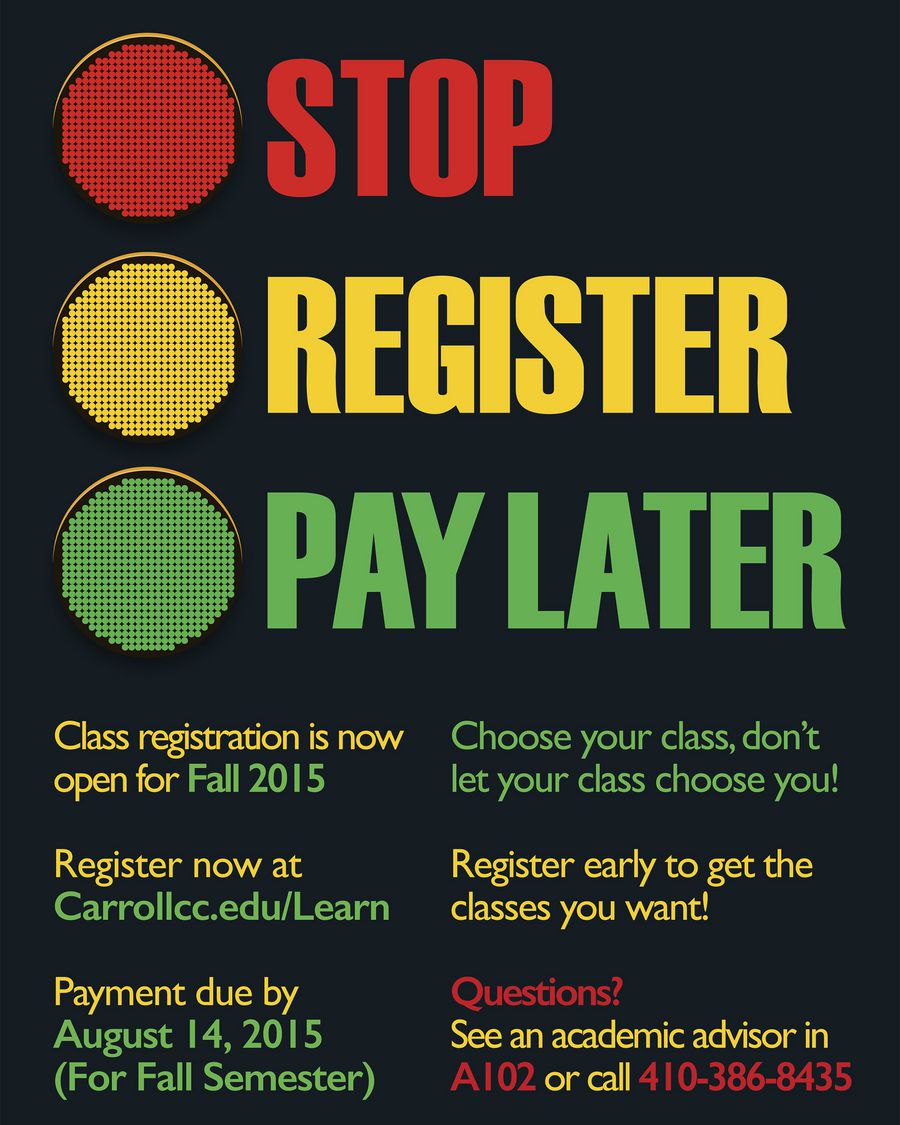 STOP
REGISTER
PAY LATER
Class registration is now
open for Fall 2015
Register now at
Carrollcc.edu/Learn
Payment due by
August 14, 2015
(For Fall Semester)
Choose your class, don't
let your class choose you!
Register early to get the
classes you want!
Questions?
See an academic advisor in
A102 or call 410-386-8435